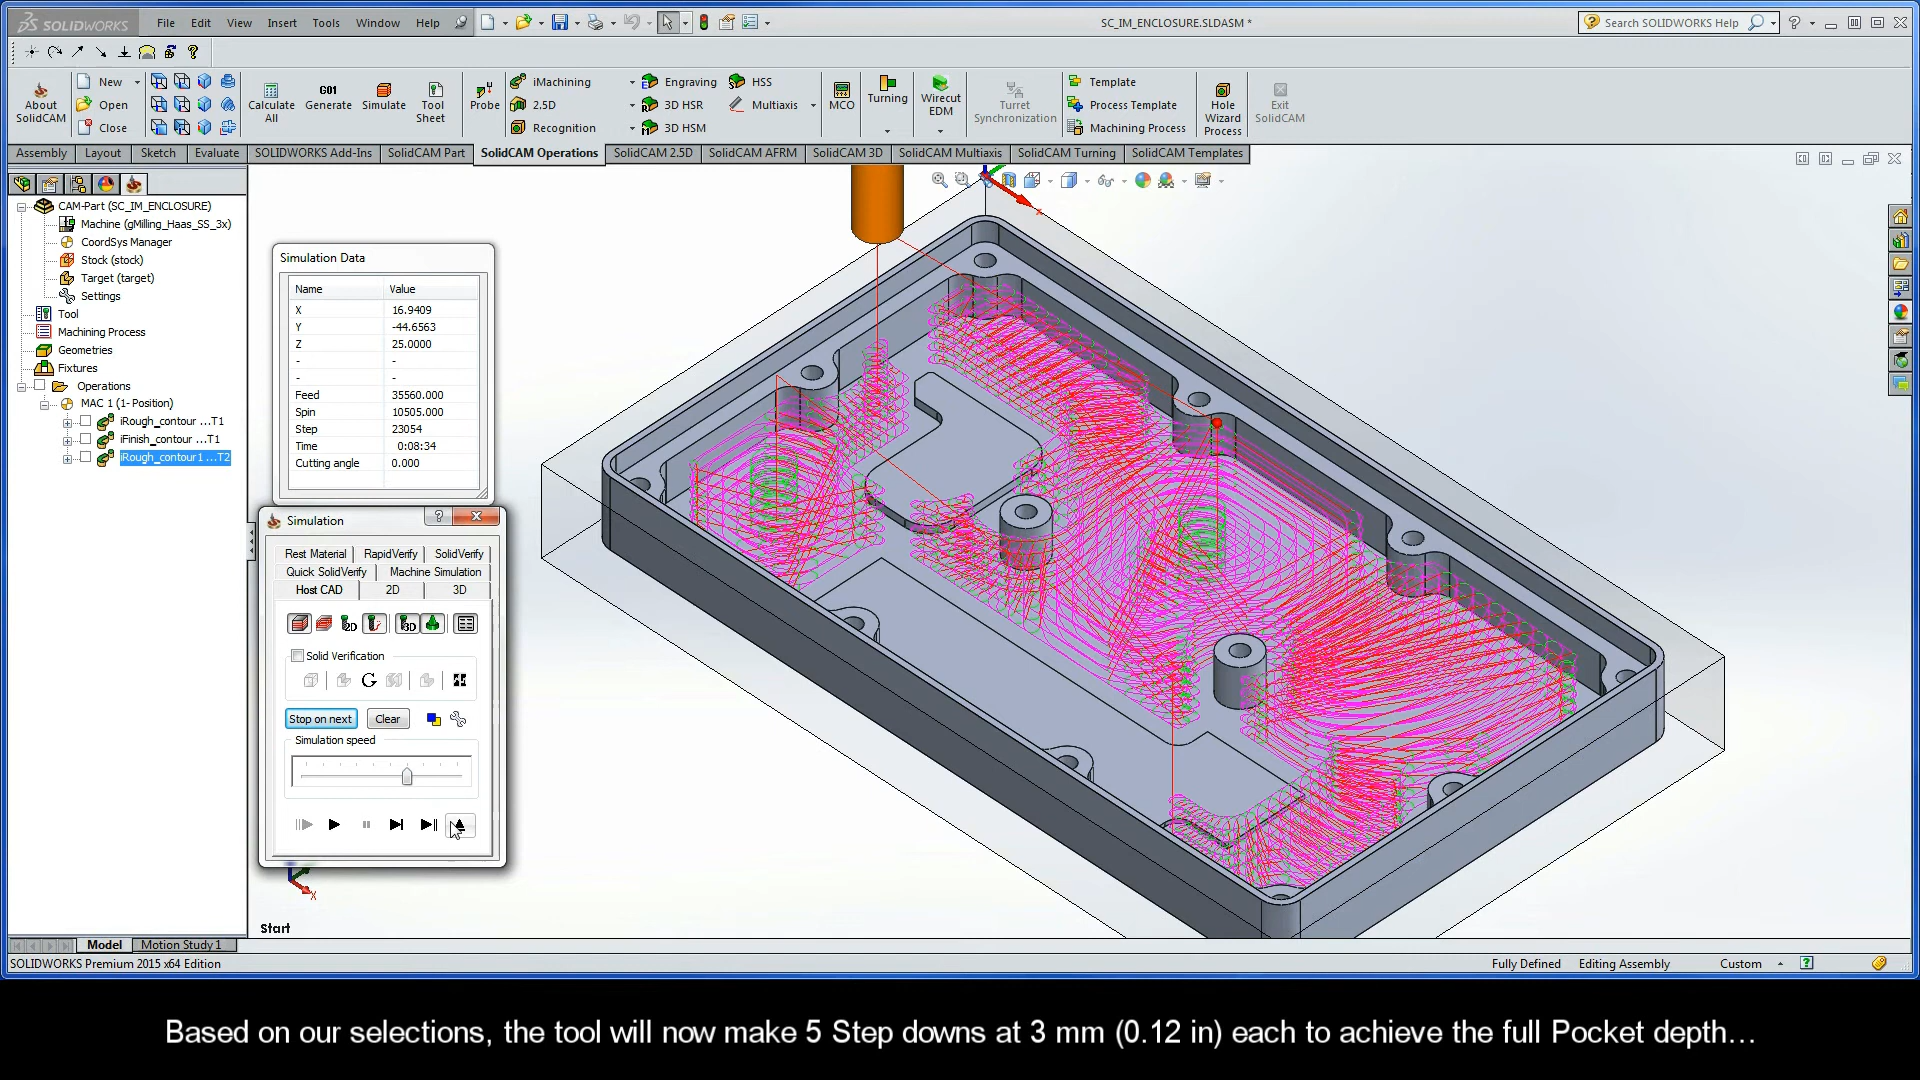 SOLIDWORKS File Edit View Insert Tools Window Help SC_IM_ENCLOSURE.SLDASM * Search SOLIDWORKS Help
About SolidCAM
New
Open
Close
Calculate All
G01
Generate
Simulate
Tool Sheet
Probe
iMachining
2.5D
Recognition
Engraving
3D HSR
3D HSM
HSS
Multiaxis
MCO
Turning
Wirecut EDM
Turret Synchronization
Template
Process Template
Machining Process
Hole Wizard Process
Exit SolidCAM
Assembly Layout Sketch Evaluate SOLIDWORKS Add-Ins SolidCAM Part SolidCAM Operations SolidCAM 2.5D SolidCAM AFRM SolidCAM 3D SolidCAM Multiaxis SolidCAM Turning SolidCAM Templates
CAM-Part (SC_IM_ENCLOSURE)
Machine (gMilling_Haas_SS_3x)
CoordSys Manager
Stock (stock)
Target (target)
Settings
Tool
Machining Process
Geometries
Fixtures
Operations
MAC 1 (1- Position)
iRough_contour ...T1
iFinish_contour ...T1
iRough_contour1 ...T2
Simulation Data
Name Value
X 16.9409
Y -44.6563
Z 25.0000
- -
- -
Feed 35560.000
Spin 10505.000
Step 23054
Time 0:08:34
Cutting angle 0.000
Simulation
Rest Material RapidVerify SolidVerify
Quick SolidVerify Machine Simulation
Host CAD 2D 3D
2D 3D
Solid Verification
Stop on next Clear
Simulation speed
x
X
Start
Model Motion Study 1
SOLIDWORKS Premium 2015 x64 Edition Fully Defined Editing Assembly Custom
Based on our selections, the tool will now make 5 Step downs at 3 mm (0.12 in) each to achieve the full Pocket depth...